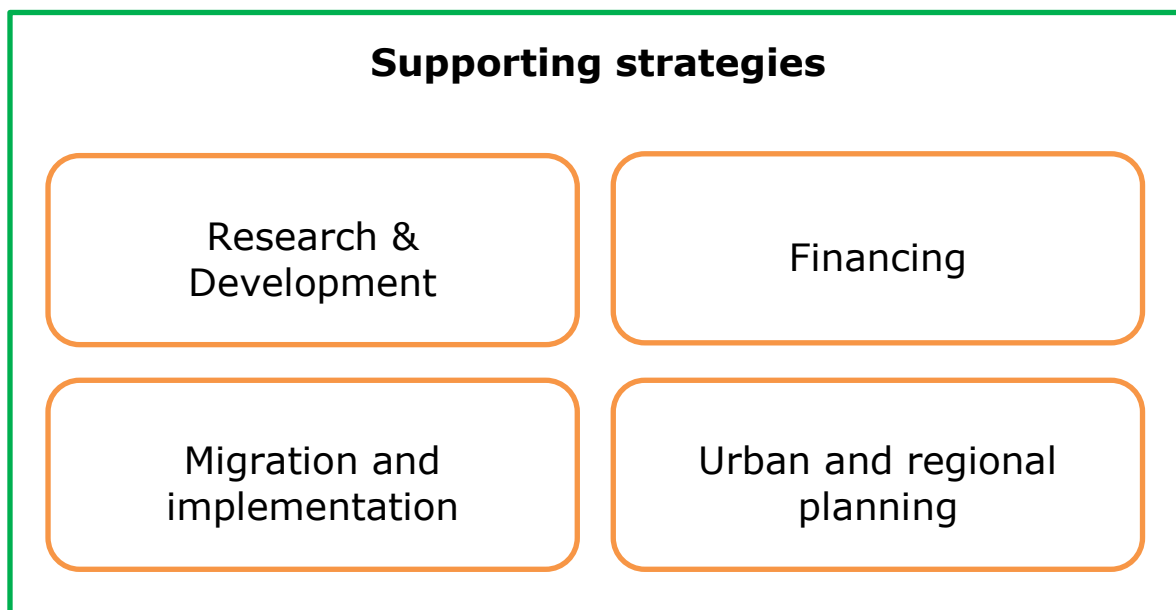 Supporting strategies
Research &
Development
Financing
Migration and
implementation
Urban and regional
planning